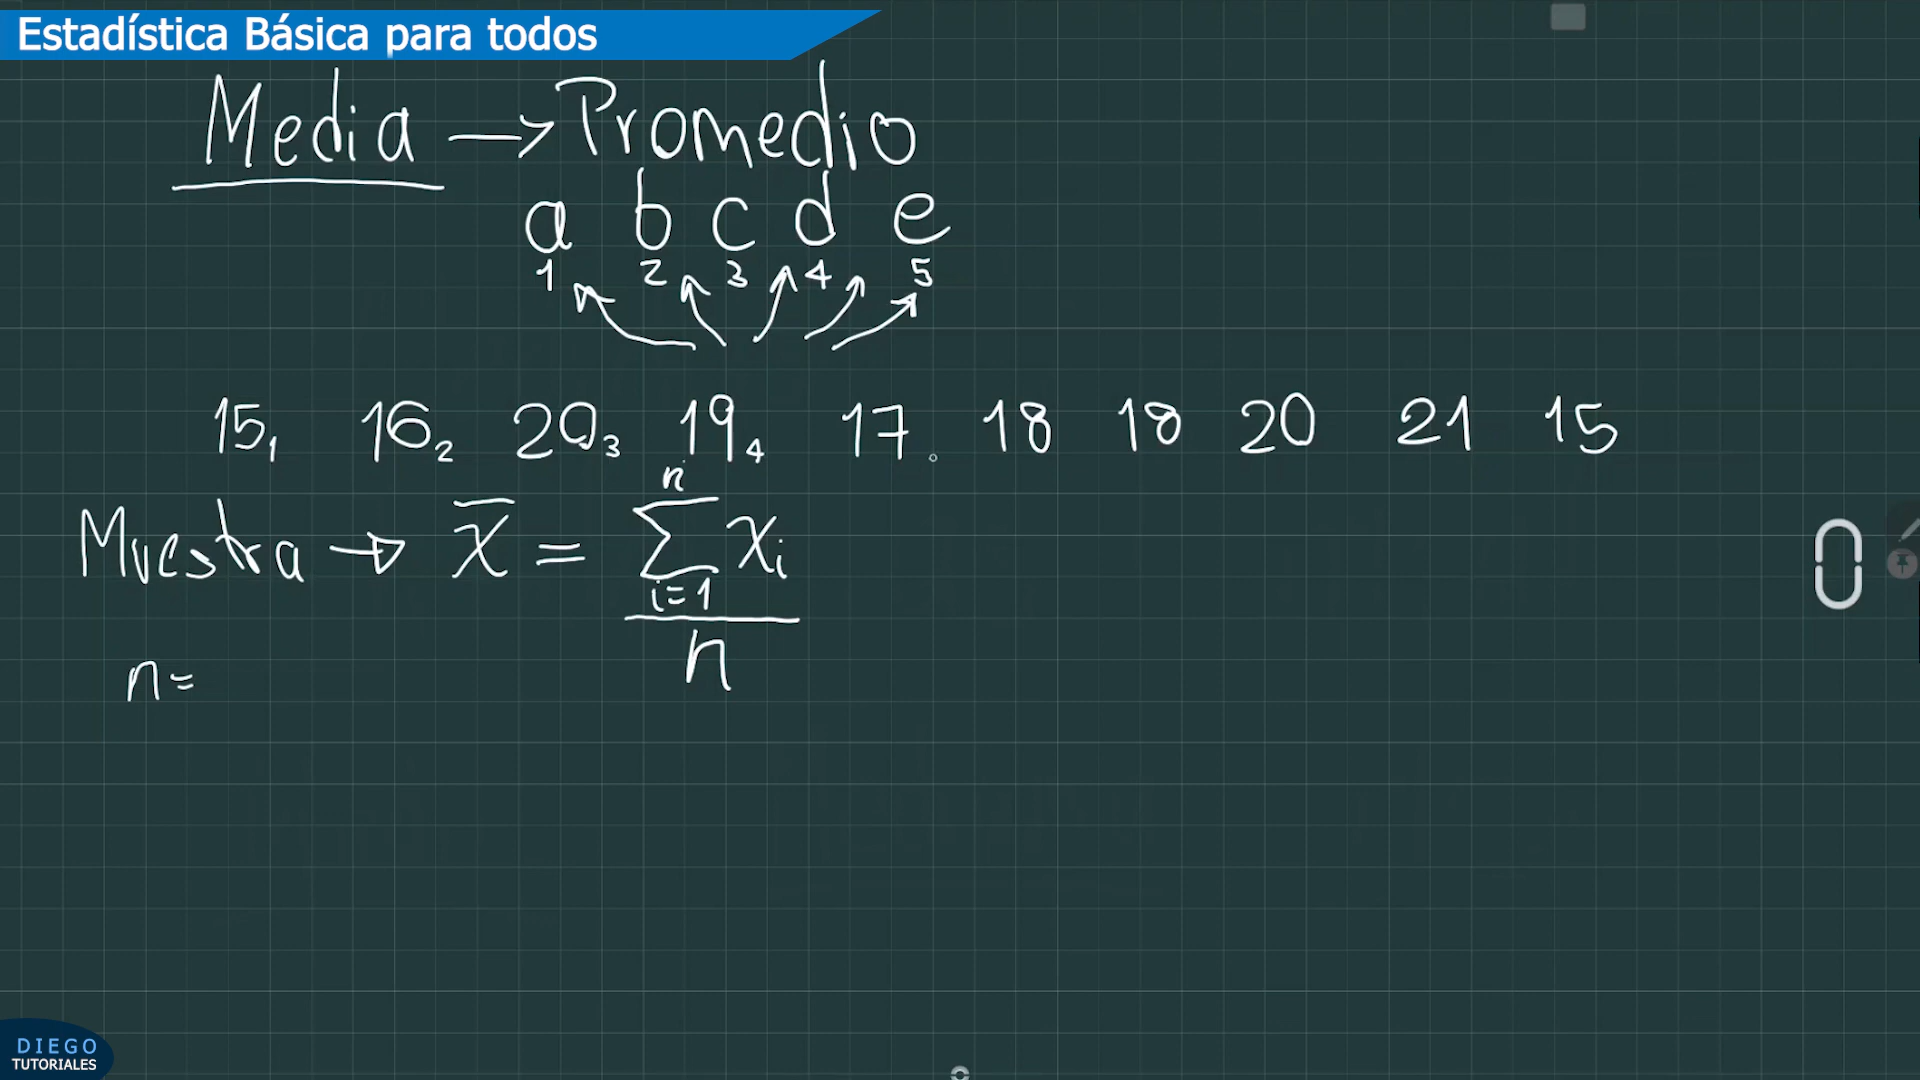 Estadística Básica para todos
Media → Promedio
a b c d e
1 2 3 4 5
15₁ 16₂ 20₃ 19₄ 17 18 18 20 21 15
n
Muestra → x̄ = ∑ xᵢ
i=1
n= n
DIEGO
TUTORIALES